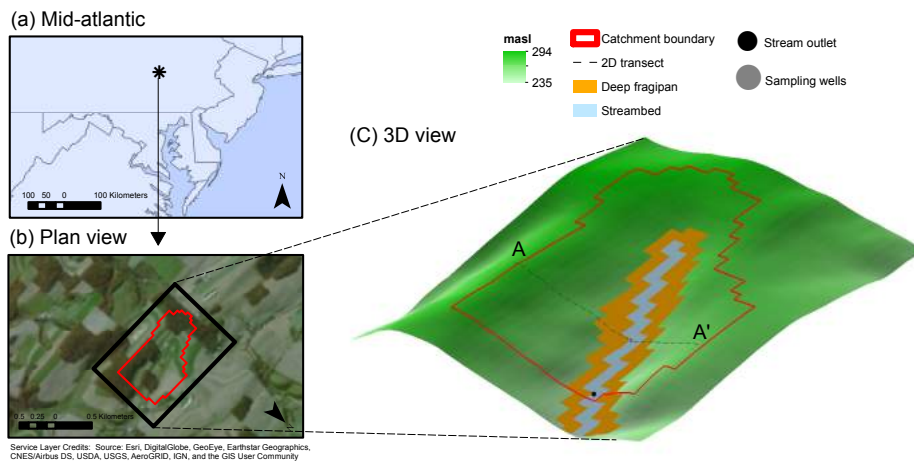 (a) Mid-atlantic
100 50 0 100 Kilometers
N
(b) Plan view
0.5 0.25 0 0.5 Kilometers
Service Layer Credits: Source: Esri, DigitalGlobe, GeoEye, Earthstar Geographics,
CNES/Airbus DS, USDA, USGS, AeroGRID, IGN, and the GIS User Community
masl
294
235
Catchment boundary
2D transect
Deep fragipan
Streambed
Stream outlet
Sampling wells
(C) 3D view
A
A'